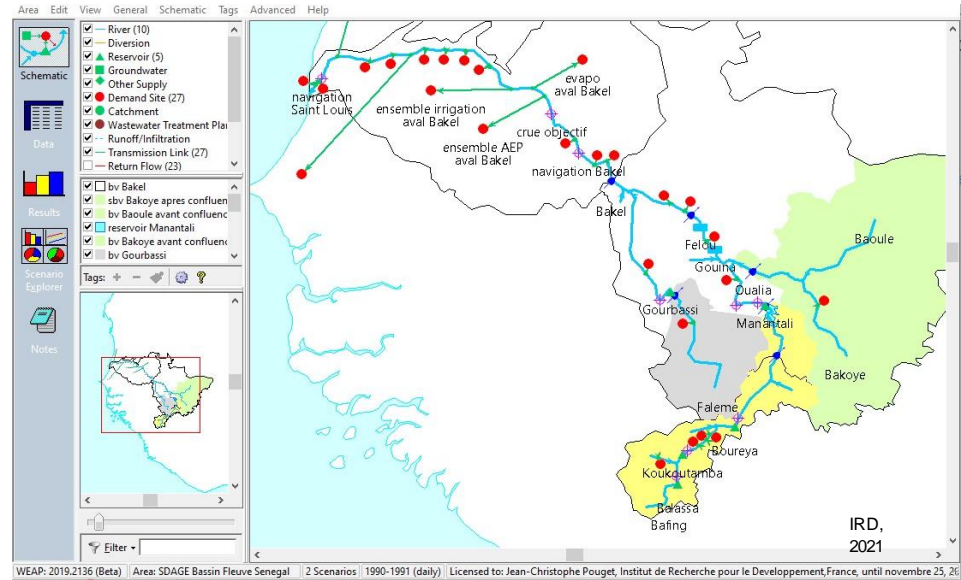 Area Edit View General Schematic Tags Advanced Help
Schematic
Data
Results
Scenario
Explorer
Notes
River (10)
Diversion
Reservoir (5)
Groundwater
Other Supply
Demand Site (27)
Catchment
Wastewater Treatment Plan
Runoff/Infiltration
Transmission Link (27)
Return Flow (23)
bv Bakel
sbv Bakoye apres confluen
bv Baoule avant confluenc
reservoir Manantali
bv Bakoye avant confluenc
bv Gourbassi
Tags:
Filter
navigation
Saint Louis
ensemble irrigation
aval Bakel
evapo
aval Bakel
ensemble AEP
aval Bakel
crue objectif
navigation Bakel
Bakel
Felou
Gouina
Baoule
Oualia
Gourbassi
Manantali
Bakoye
Faleme
Boureya
Koukoutamba
Balassa
Bafing
IRD,
2021
WEAP: 2019.2136 (Beta) Area: SDAGE Bassin Fleuve Senegal 2 Scenarios 1990-1991 (daily) Licensed to: Jean-Christophe Pouget, Institut de Recherche pour le Developpement,France, until novembre 25, 20